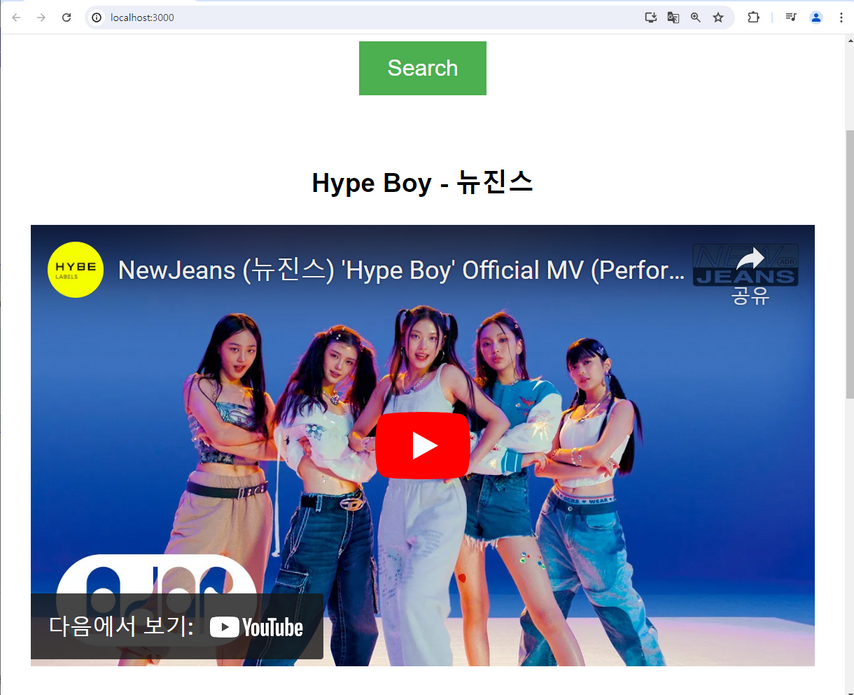 localhost:3000
Search
Hype Boy - 뉴진스
HYBE
LABELS
NewJeans (뉴진스) 'Hype Boy' Official MV (Perfor...
NEW
JEANS
공유
다음에서 보기: YouTube